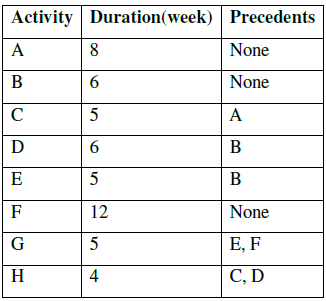 Activity Duration(week) Precedents
A 8 None
B 6 None
C 5 A
D 6 B
E 5 B
F 12 None
G 5 E, F
H 4 C, D